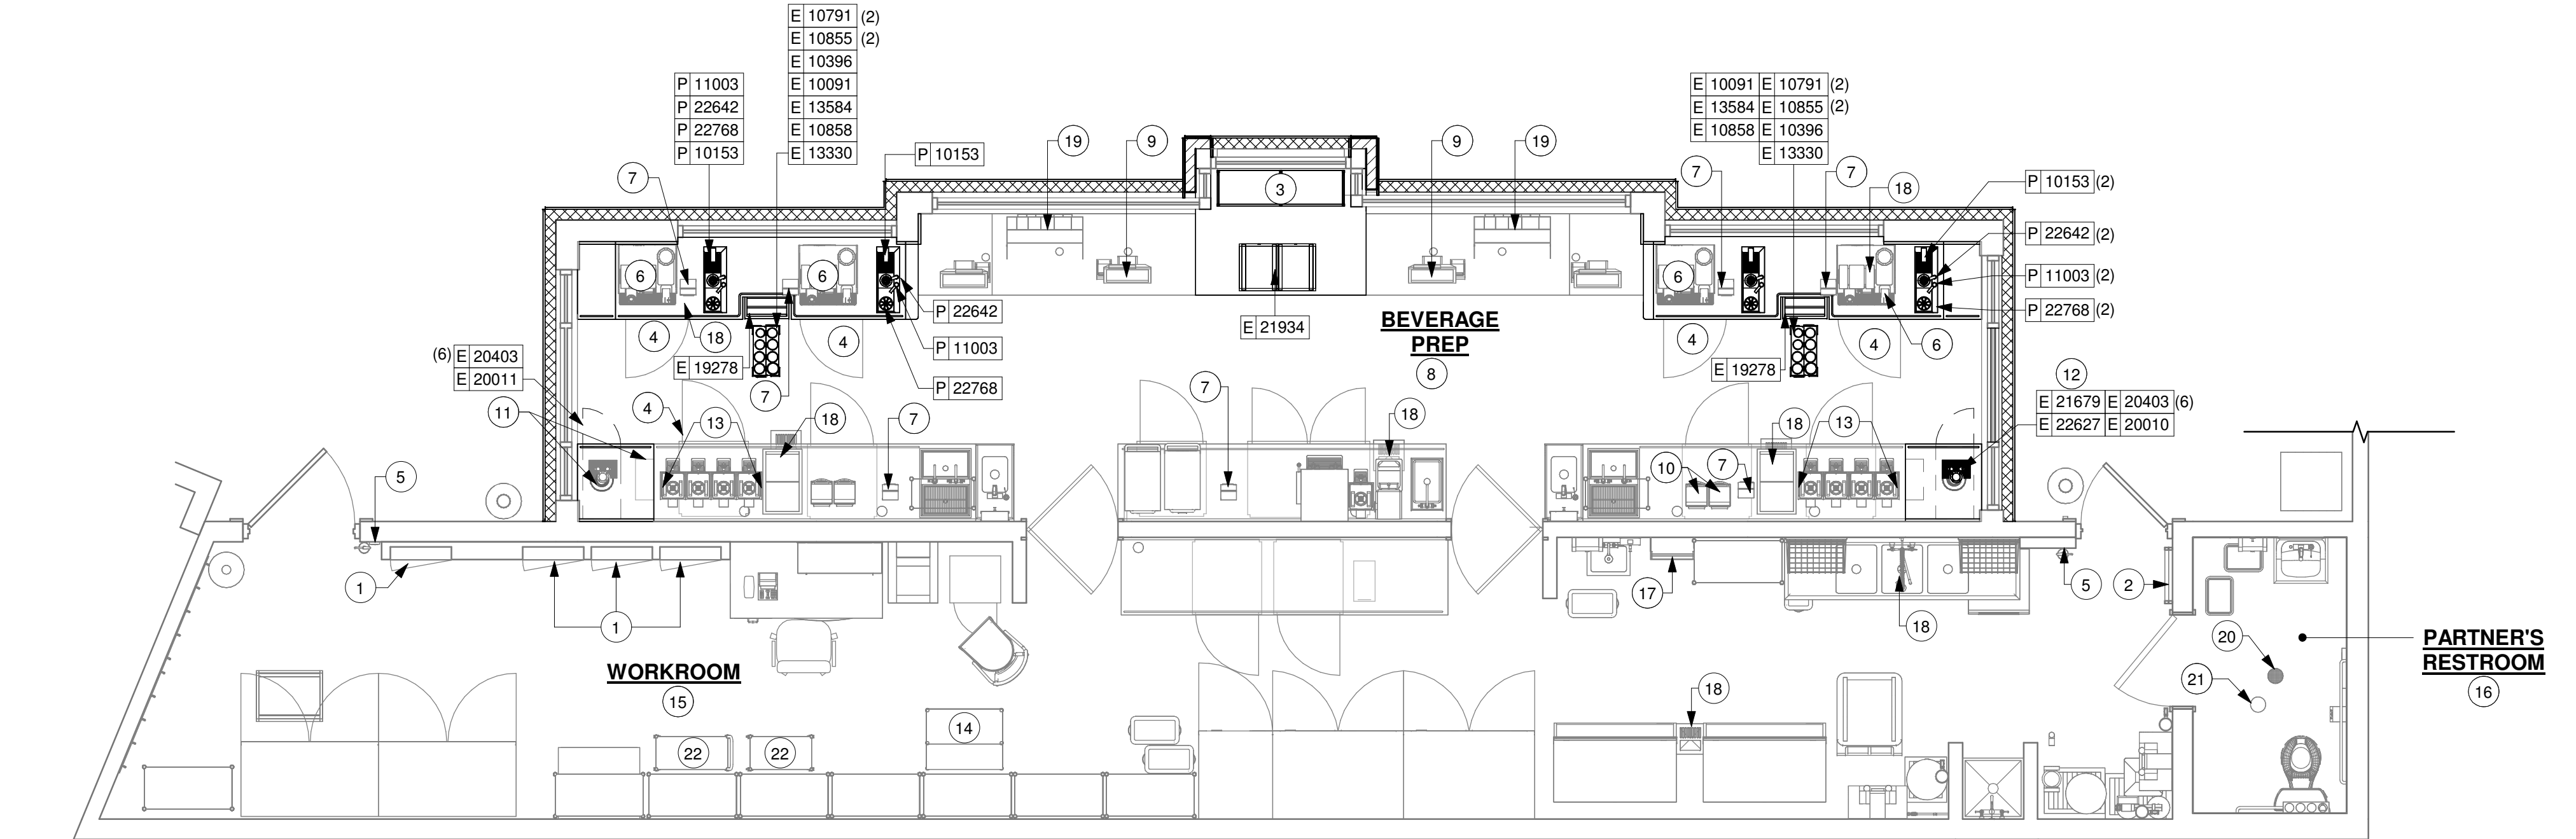 E 10791 (2)
E 10855 (2)
E 10396
E 10091
E 13584
E 10858
E 13330
P 11003
P 22642
P 22768
P 10153
E 10091 E 10791 (2)
E 13584 E 10855 (2)
E 10858 E 10396
E 13330
19
9
9
19
P 10153
7
7
7
18
P 10153 (2)
3
6
6
6
P 22642 (2)
P 11003 (2)
P 22768 (2)
P 22642
P 11003
P 22768
E 21934
BEVERAGE
PREP
8
4
18
4
E 19278
7
4
4
6
E 19278
(6) E 20403
E 20011
11
4
13
18
7
7
18
12
E 21679 E 20403 (6)
E 22627 E 20010
18
13
10
7
5
1
1
17
18
5
2
WORKROOM
15
20
21
PARTNER'S
RESTROOM
16
18
14
22
22